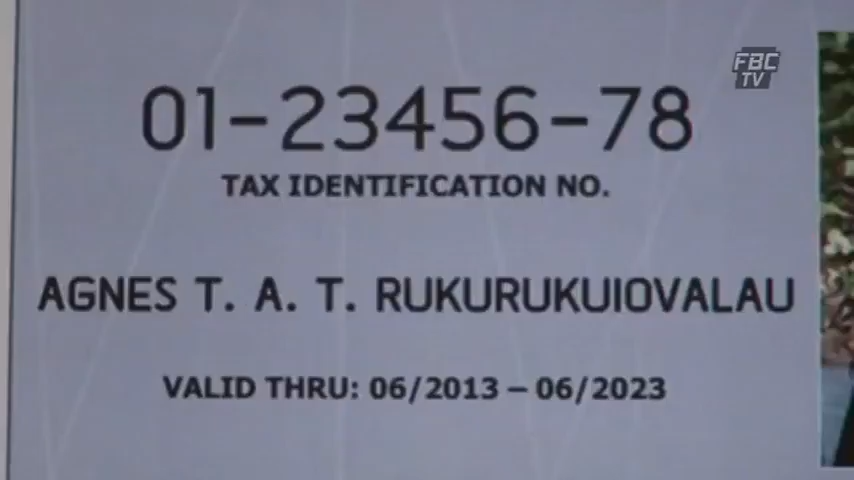 FBC
TV
01-23456-78
TAX IDENTIFICATION NO.
AGNES T. A. T. RUKURUKUIOVALAU
VALID THRU: 06/2013 – 06/2023